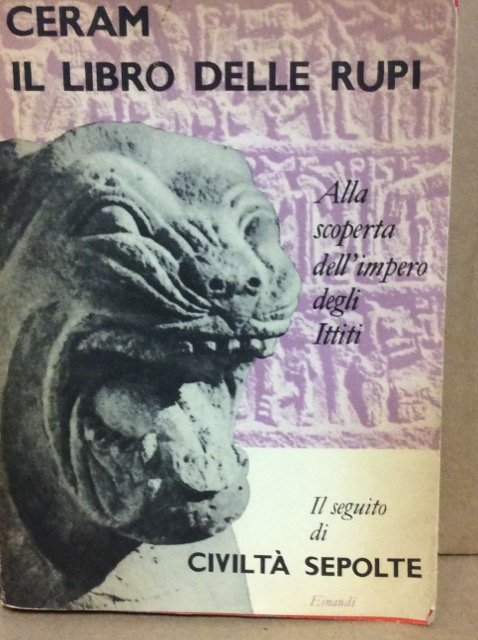 CERAM
IL LIBRO DELLE RUPI
Alla
scoperta
dell'impero
degli
Ittiti
Il seguito
di
CIVILTÀ SEPOLTE
Einaudi